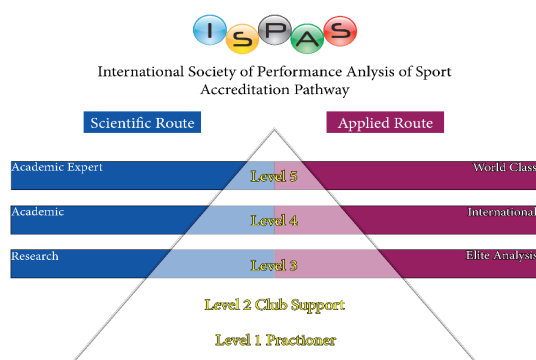 ISPAS
International Society of Performance Anlysis of Sport
Accreditation Pathway
Scientific Route
Applied Route
Academic Expert
Level 5
World Class
Academic
Level 4
International
Research
Level 3
Elite Analysis
Level 2 Club Support
Level 1 Practioner